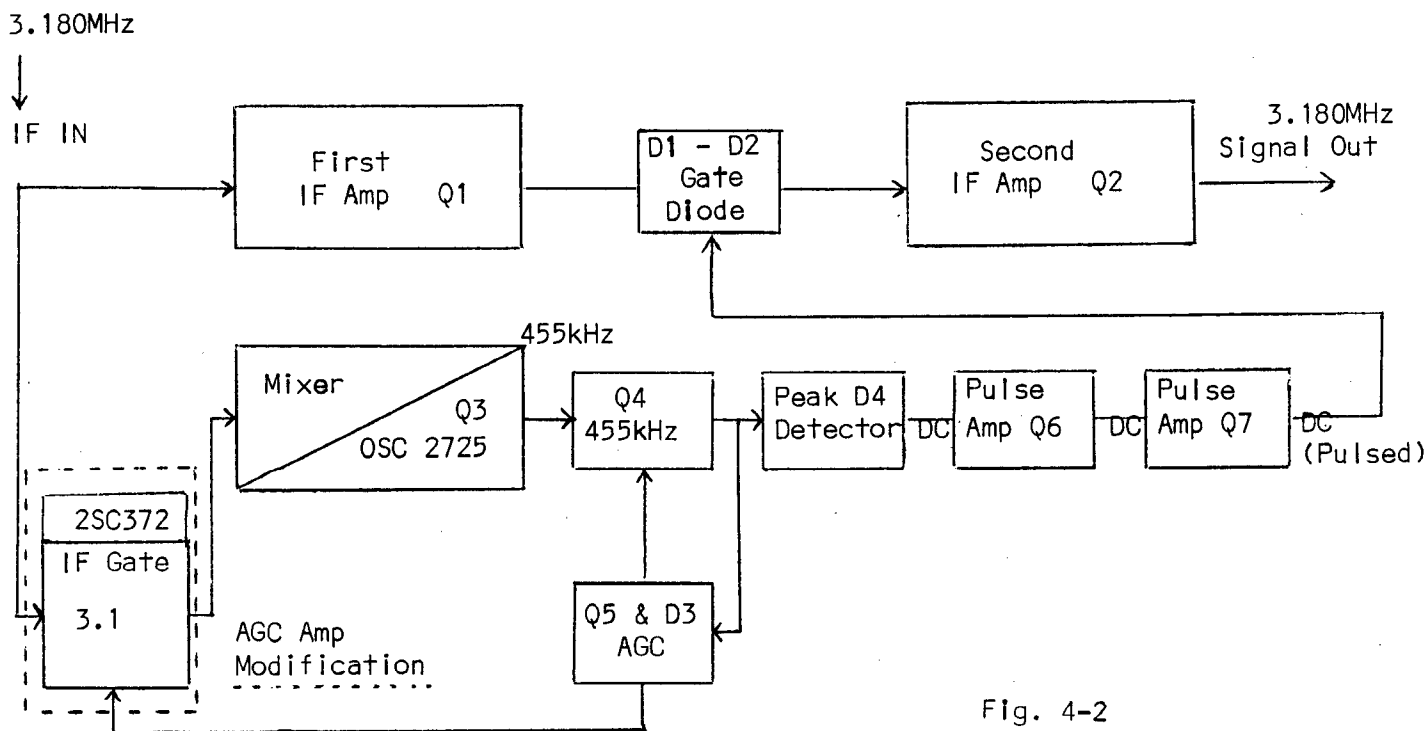 3.180MHz
IF IN
First
IF Amp Q1
D1 - D2
Gate
Diode
Second
IF Amp Q2
3.180MHz
Signal Out
455kHz
Mixer
Q3
OSC 2725
Q4
455kHz
Peak D4
Detector
DC
Pulse
Amp Q6
DC
Pulse
Amp Q7
DC
(Pulsed)
2SC372
IF Gate
3.1
AGC Amp
Modification
Q5 & D3
AGC
Fig. 4-2